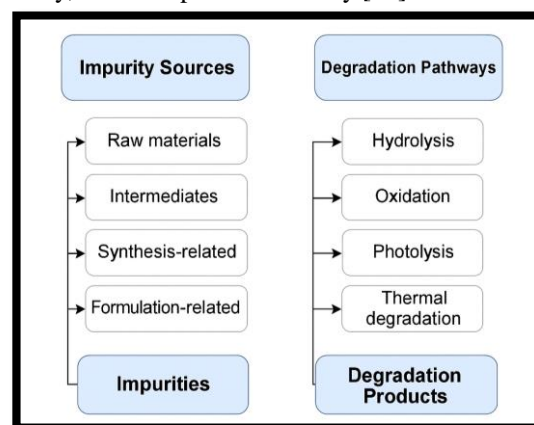 Impurity Sources
Raw materials
Intermediates
Synthesis-related
Formulation-related
Impurities
Degradation Pathways
Hydrolysis
Oxidation
Photolysis
Thermal
degradation
Degradation
Products